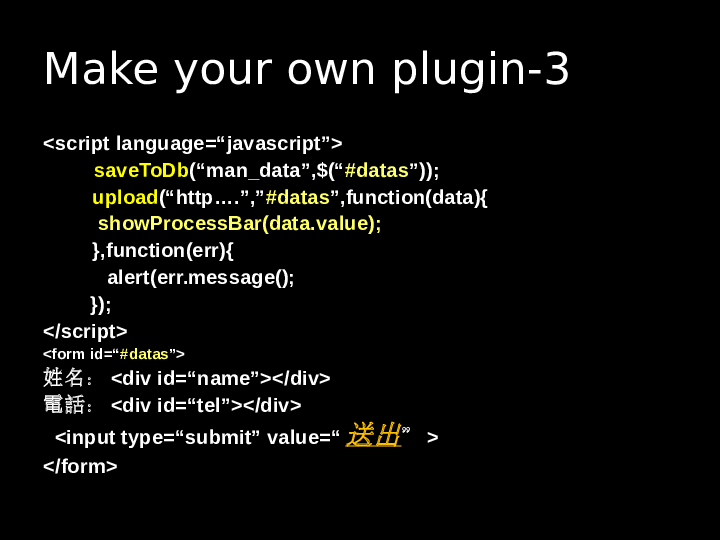 Make your own plugin-3
<script language=“javascript”>
saveToDb(“man_data”,$(“#datas”));
upload(“http….”,”#datas”,function(data){
showProcessBar(data.value);
},function(err){
alert(err.message();
});
</script>
<form id=“#datas”>
姓名： <div id=“name”></div>
電話： <div id=“tel”></div>
<input type=“submit” value=“ 送出” >
</form>